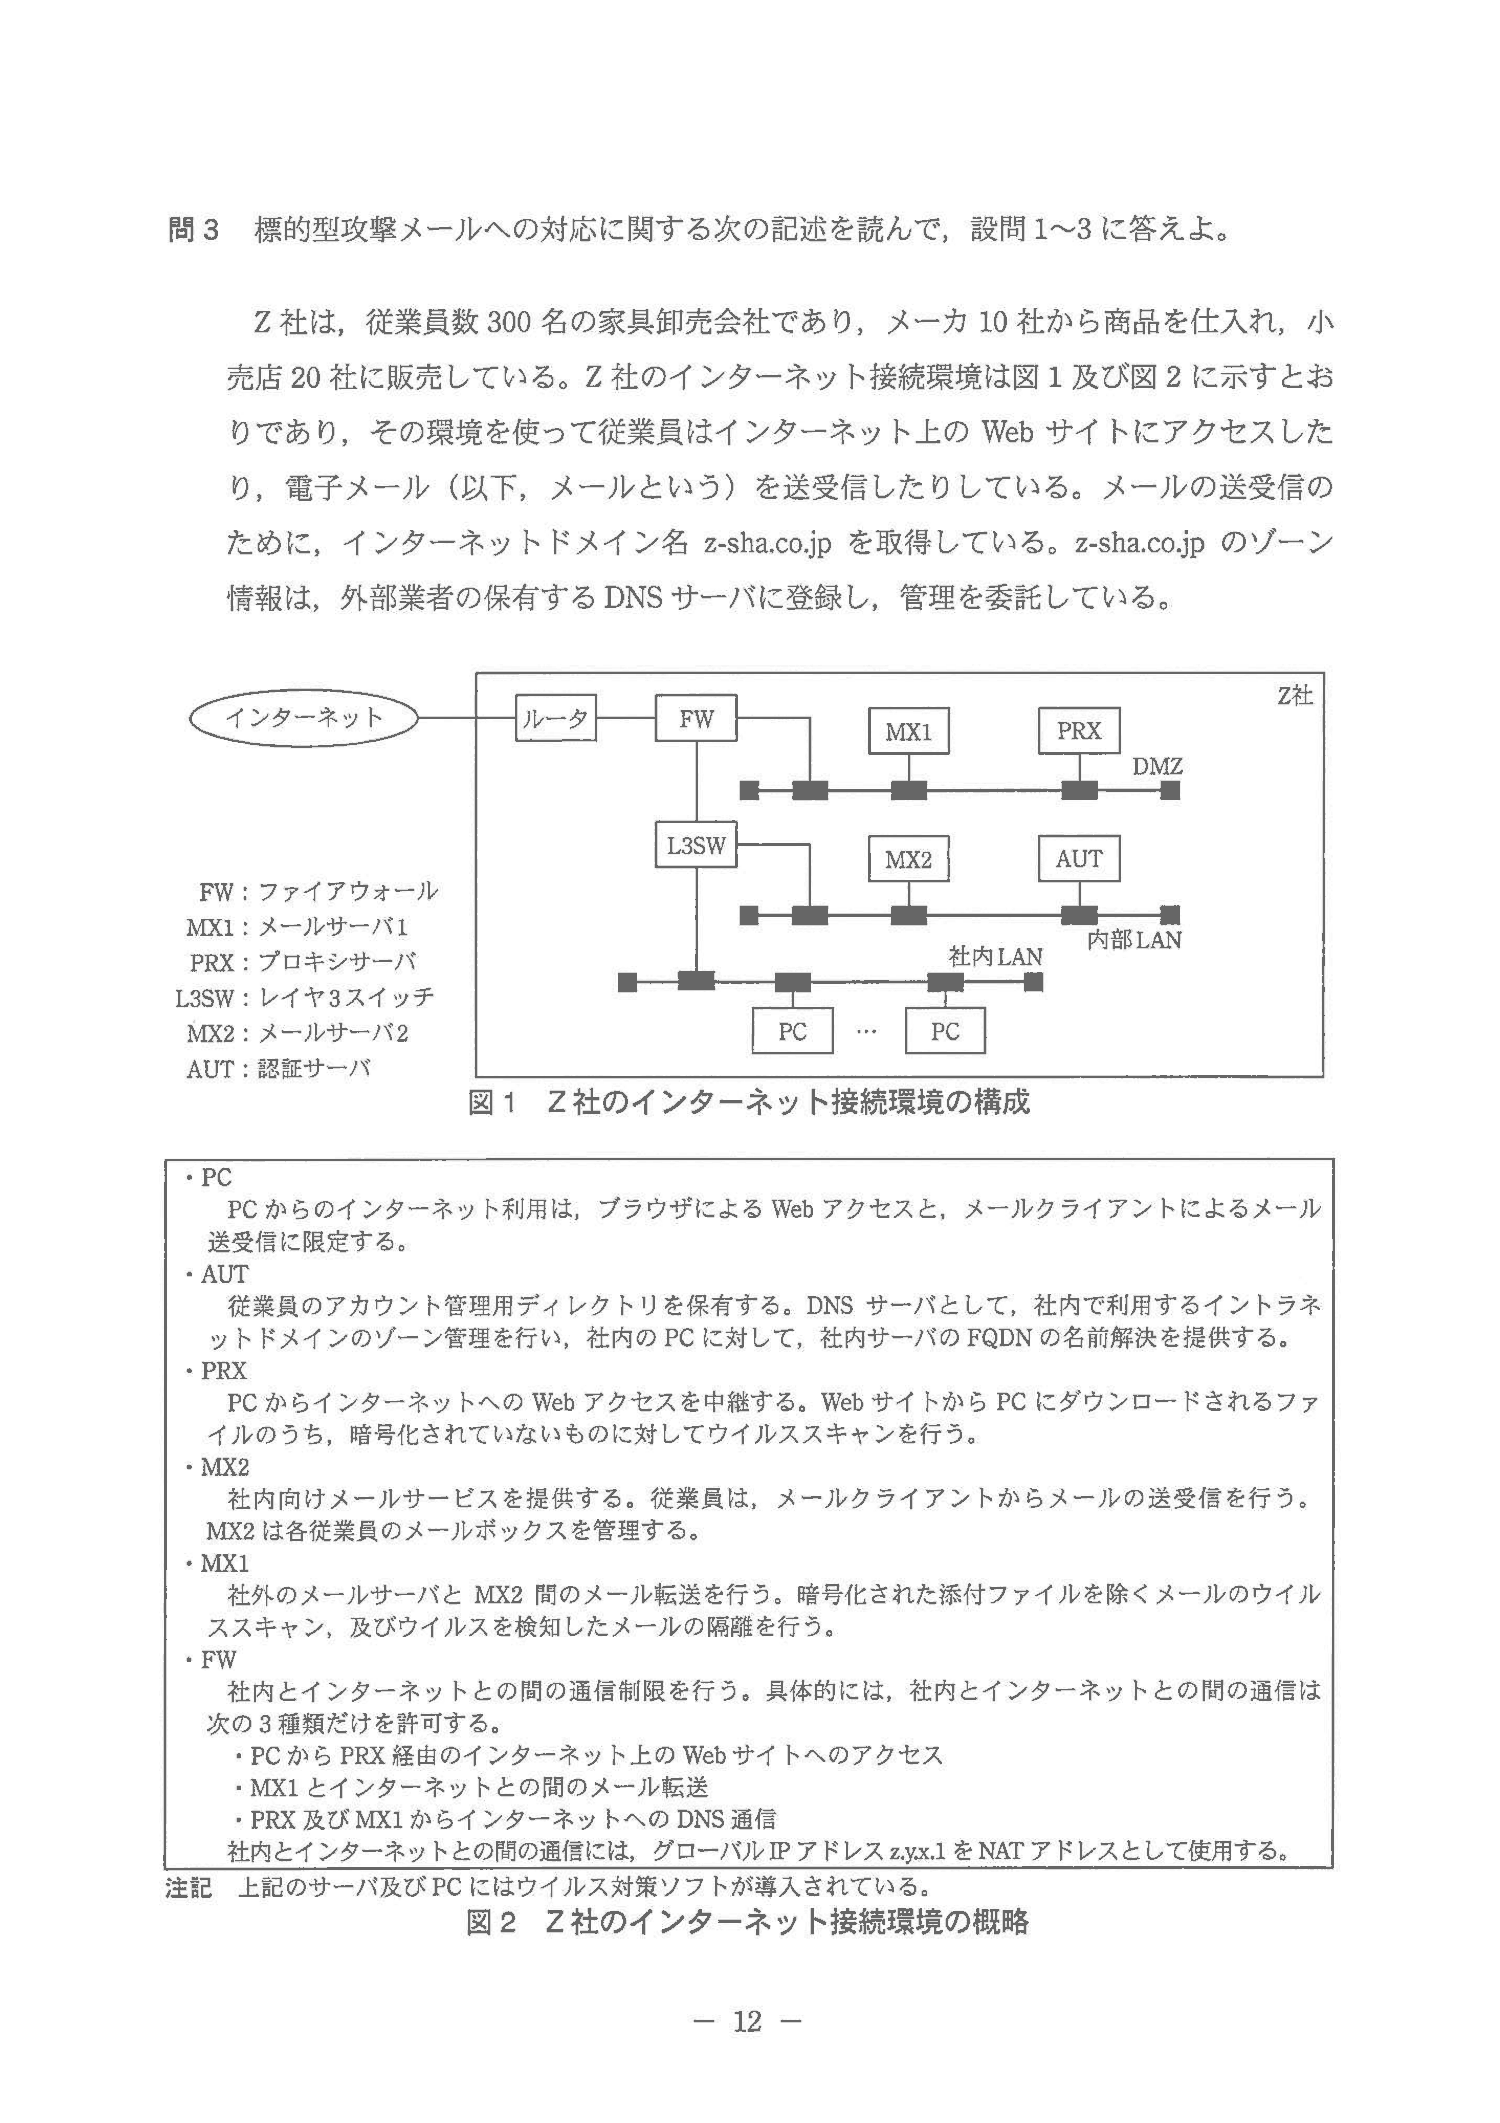 問3　標的型攻撃メールへの対応に関する次の記述を読んで，設問1～3に答えよ。
Z社は，従業員数300名の家具卸売会社であり，メーカ10社から商品を仕入れ，小
売店20社に販売している。Z社のインターネット接続環境は図1及び図2に示すとお
りであり，その環境を使って従業員はインターネット上のWebサイトにアクセスした
り，電子メール（以下，メールという）を送受信したりしている。メールの送受信の
ために，インターネットドメイン名 z-sha.co.jp を取得している。z-sha.co.jp のゾーン
情報は，外部業者の保有するDNSサーバに登録し，管理を委託している。
Z社
インターネット
ルータ
FW
MX1
PRX
DMZ
L3SW
MX2
AUT
内部LAN
社内LAN
PC
…
PC
FW：ファイアウォール
MX1：メールサーバ1
PRX：プロキシサーバ
L3SW：レイヤ3スイッチ
MX2：メールサーバ2
AUT：認証サーバ
図1　Z社のインターネット接続環境の構成
・PC
PCからのインターネット利用は，ブラウザによるWebアクセスと，メールクライアントによるメール
送受信に限定する。
・AUT
従業員のアカウント管理用ディレクトリを保有する。DNSサーバとして，社内で利用するイントラネ
ットドメインのゾーン管理を行い，社内のPCに対して，社内サーバのFQDNの名前解決を提供する。
・PRX
PCからインターネットへのWebアクセスを中継する。WebサイトからPCにダウンロードされるファ
イルのうち，暗号化されていないものに対してウイルススキャンを行う。
・MX2
社内向けメールサービスを提供する。従業員は，メールクライアントからメールの送受信を行う。
MX2は各従業員のメールボックスを管理する。
・MX1
社外のメールサーバとMX2間のメール転送を行う。暗号化された添付ファイルを除くメールのウイル
ススキャン，及びウイルスを検知したメールの隔離を行う。
・FW
社内とインターネットとの間の通信制限を行う。具体的には，社内とインターネットとの間の通信は
次の3種類だけを許可する。
・PCからPRX経由のインターネット上のWebサイトへのアクセス
・MX1とインターネットとの間のメール転送
・PRX及びMX1からインターネットへのDNS通信
社内とインターネットとの間の通信には，グローバルIPアドレスz.y.x.1をNATアドレスとして使用する。
注記　上記のサーバ及びPCにはウイルス対策ソフトが導入されている。
図2　Z社のインターネット接続環境の概略
－ 12 －